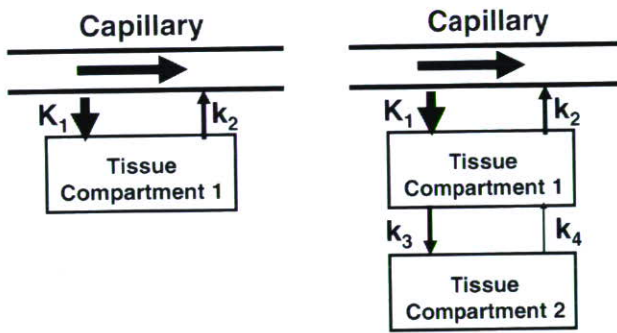 Capillary
K1
k2
Tissue
Compartment 1
Capillary
K1
k2
Tissue
Compartment 1
k3
k4
Tissue
Compartment 2